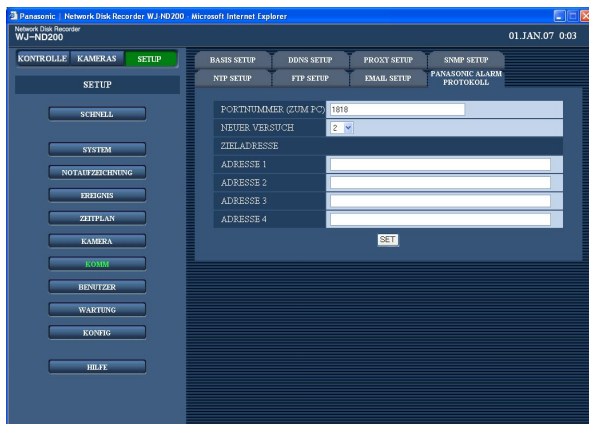 Panasonic | Network Disk Recorder WJ-ND200 - Microsoft Internet Explorer
Network Disk Recorder
WJ-ND200
01.JAN.07 0:03
KONTROLLE KAMERAS SETUP
SETUP
SCHNELL
SYSTEM
NOTAUFZEICHNUNG
EREIGNIS
ZEITPLAN
KAMERA
KOMM
BENUTZER
WARTUNG
KONFIG
HILFE
BASIS SETUP DDNS SETUP PROXY SETUP SNMP SETUP
NTP SETUP FTP SETUP EMAIL SETUP PANASONIC ALARM
PROTOKOLL
PORTNUMMER (ZUM PC) 1818
NEUER VERSUCH 2
ZIELADRESSE
ADRESSE 1
ADRESSE 2
ADRESSE 3
ADRESSE 4
SET